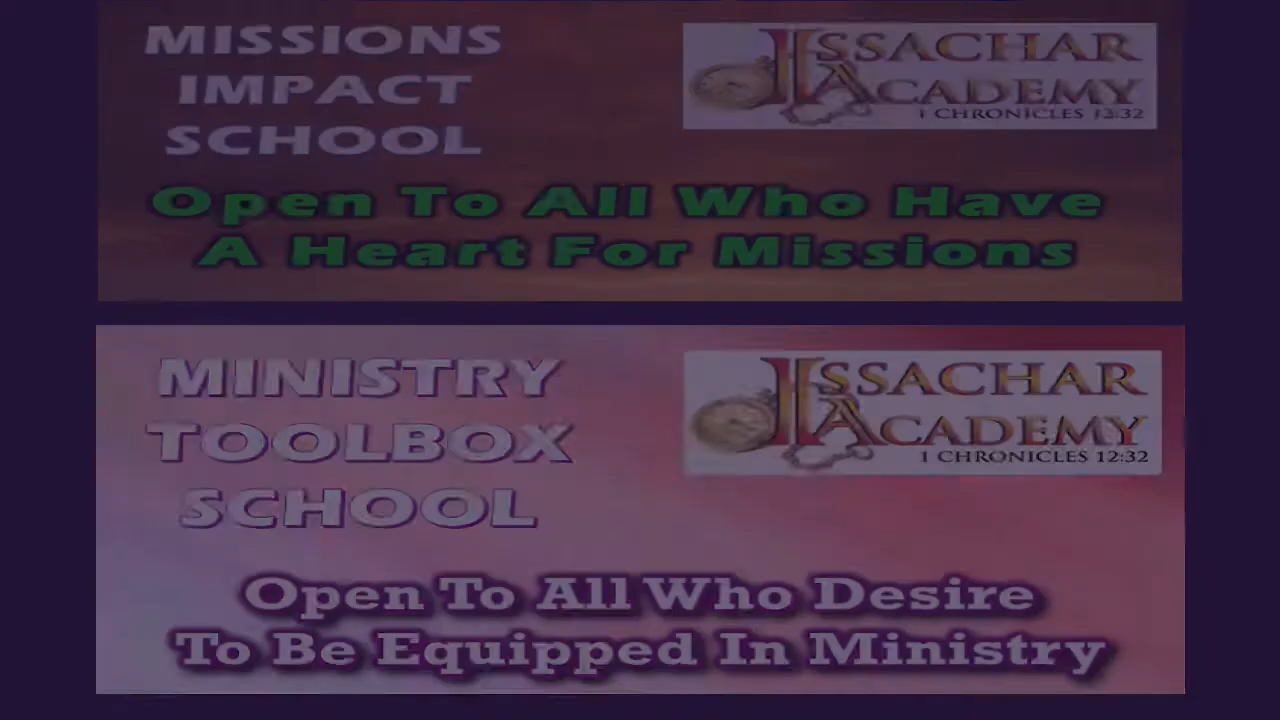 MISSIONS
IMPACT
SCHOOL
ISSACHAR
ACADEMY
1 CHRONICLES 12:32
Open To All Who Have
A Heart For Missions
MINISTRY
TOOLBOX
SCHOOL
ISSACHAR
ACADEMY
1 CHRONICLES 12:32
Open To All Who Desire
To Be Equipped In Ministry